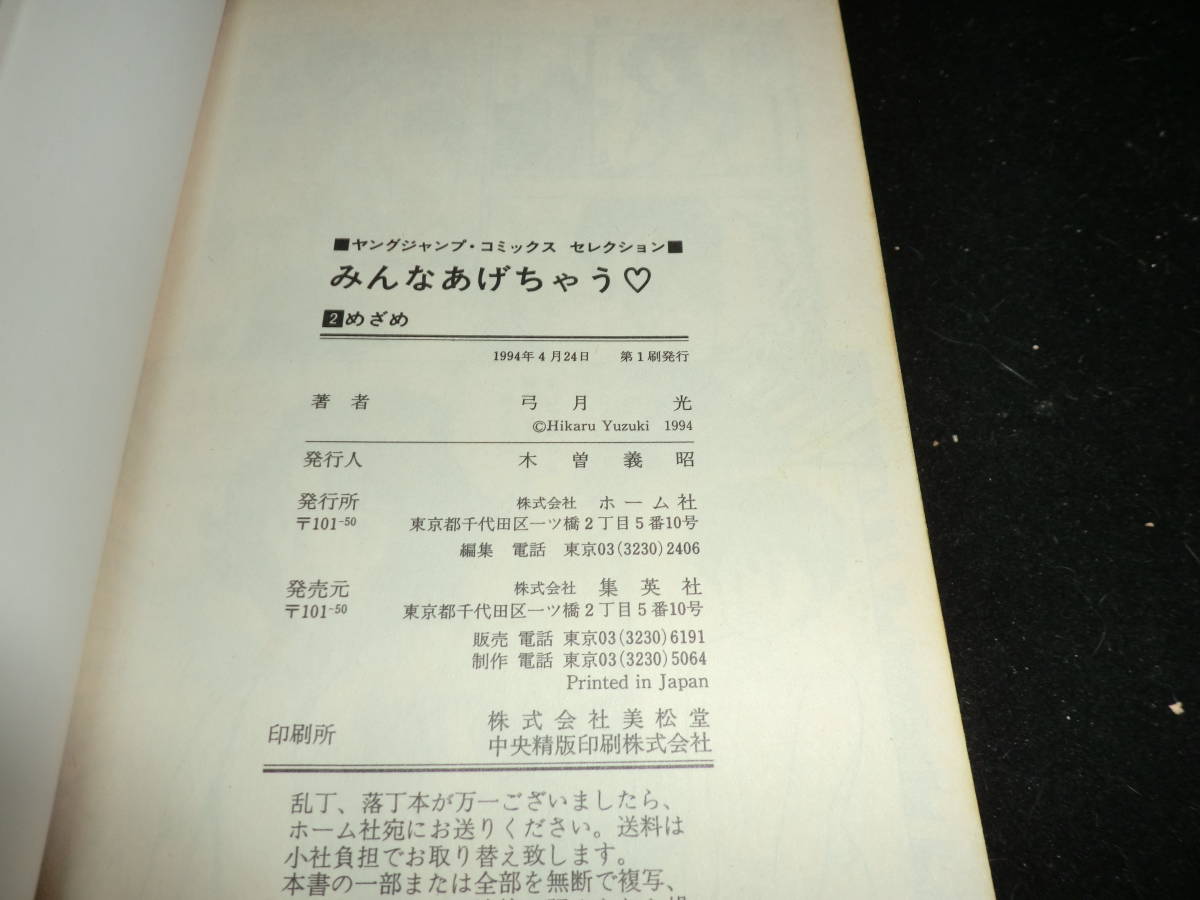 ■ヤングジャンプ・コミックス セレクション■
みんなあげちゃう♡
2めざめ
1994年4月24日　第1刷発行
著者　弓月光
©Hikaru Yuzuki 1994
発行人　木曽義昭
発行所　株式会社 ホーム社
〒101-50　東京都千代田区一ツ橋2丁目5番10号
編集 電話 東京03(3230)2406
発売元　株式会社 集英社
〒101-50　東京都千代田区一ツ橋2丁目5番10号
販売 電話 東京03(3230)6191
制作 電話 東京03(3230)5064
Printed in Japan
印刷所　株式会社美松堂
中央精版印刷株式会社
乱丁、落丁本が万一ございましたら、
ホーム社宛にお送りください。送料は
小社負担でお取り替え致します。
本書の一部または全部を無断で複写、